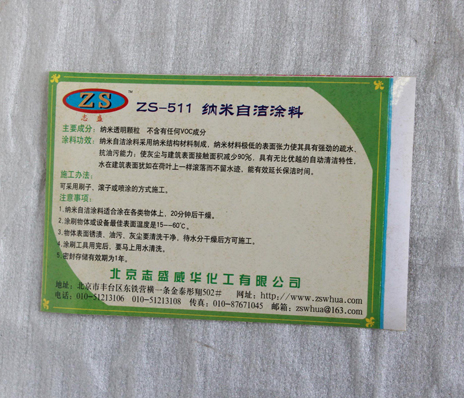 ZS
TM
志盛
ZS-511 纳米自洁涂料
主要成分：纳米透明颗粒 不含有任何VOC成分
涂料功效：纳米自洁涂料采用纳米结构材料制成，纳米材料极低的表面张力使其具有强劲的疏水、
抗油污能力；使灰尘与建筑表面接触面积减少90%，具有无比优越的自动清洁特性，
水在建筑表面犹如在荷叶上一样滚落而不留水迹，能有效延长保洁时间。
施工办法：
可采用刷子、滚子或喷涂的方式施工。
注意事项：
1.纳米自洁涂料适合涂在各类物体上，20分钟后干燥。
2.涂刷物体或设备最佳表面温度是15--60℃。
3.物体表面锈渍、油污、灰尘要清洗干净，待水分干燥后方可施工。
4.涂刷工具用完后，要马上用水清洗。
5.密封存储有效期为1年。
北京志盛威华化工有限公司
地址：北京市丰台区东铁营横一条金泰彤翔502# 网址：http://www.zswhua.com
电话：010-51213106 010-51213108 传真：010-87671045 邮箱：zswhua@163.com